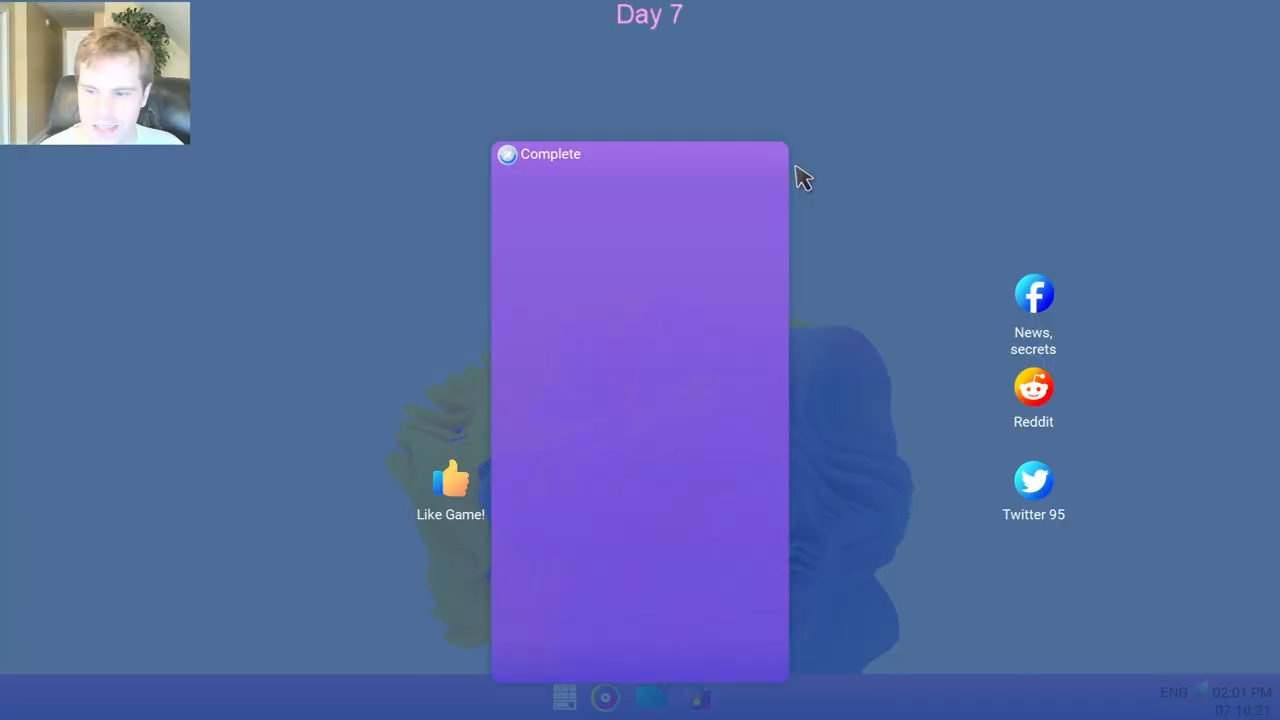 Day 7
Complete
News,
secrets
Reddit
Like Game!
Twitter 95
ENG 02:01 PM
07.10.21